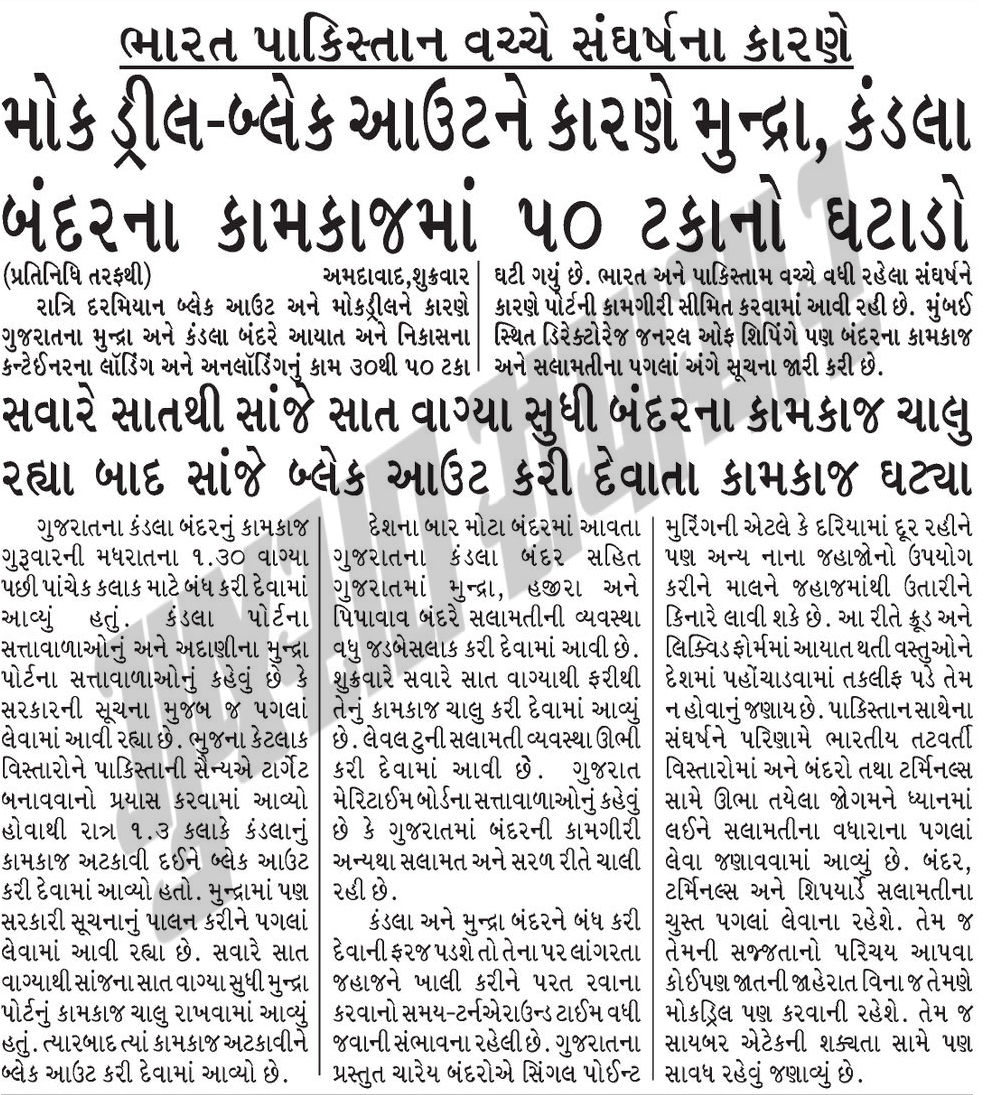 ભારત પાકિસ્તાન વચ્ચે સંઘર્ષના કારણે
મોક ડ્રીલ-બ્લેક આઉટને કારણે મુન્દ્રા, કંડલા
બંદરના કામકાજમાં ૫૦ ટકાનો ઘટાડો
(પ્રતિનિધિ તરફથી) અમદાવાદ,શુક્રવાર
રાત્રિ દરમિયાન બ્લેક આઉટ અને મોકડ્રીલને કારણે
ગુજરાતના મુન્દ્રા અને કંડલા બંદરે આયાત અને નિકાસના
કન્ટેઈનરના લૉડિંગ અને અનલૉડિંગનું કામ ૩૦થી ૫૦ ટકા
ઘટી ગયું છે. ભારત અને પાકિસ્તામ વચ્ચે વધી રહેલા સંઘર્ષને
કારણે પોર્ટની કામગીરી સીમિત કરવામાં આવી રહી છે. મુંબઈ
સ્થિત ડિરેક્ટોરેજ જનરલ ઓફ શિપિંગે પણ બંદરના કામકાજ
અને સલામતીના પગલાં અંગે સૂચના જારી કરી છે.
સવારે સાતથી સાંજે સાત વાગ્યા સુધી બંદરના કામકાજ ચાલુ
રહ્યા બાદ સાંજે બ્લેક આઉટ કરી દેવાતા કામકાજ ઘટ્યા
ગુજરાતના કંડલા બંદરનું કામકાજ
ગુરૂવારની મધરાતના ૧.૩૦ વાગ્યા
પછી પાંચેક કલાક માટે બંધ કરી દેવામાં
આવ્યું હતું. કંડલા પોર્ટના
સત્તાવાળાઓનું અને અદાણીના મુન્દ્રા
પોર્ટના સત્તાવાળાઓનું કહેવું છે કે
સરકારની સૂચના મુજબ જ પગલાં
લેવામાં આવી રહ્યા છે. ભુજના કેટલાક
વિસ્તારોને પાકિસ્તાની સૈન્યએ ટાર્ગેટ
બનાવવાનો પ્રયાસ કરવામાં આવ્યો
હોવાથી રાત્રા ૧.૩ કલાકે કંડલાનું
કામકાજ અટકાવી દઈને બ્લેક આઉટ
કરી દેવામાં આવ્યો હતો. મુન્દ્રામાં પણ
સરકારી સૂચનાનું પાલન કરીને પગલાં
લેવામાં આવી રહ્યા છે. સવારે સાત
વાગ્યાથી સાંજના સાત વાગ્યા સુધી મુન્દ્રા
પોર્ટનું કામકાજ ચાલુ રાખવામાં આવ્યું
હતું. ત્યારબાદ ત્યાં કામકાજ અટકાવીને
બ્લેક આઉટ કરી દેવામાં આવ્યો છે.
દેશના બાર મોટા બંદરમાં આવતા
ગુજરાતના કંડલા બંદર સહિત
ગુજરાતમાં મુન્દ્રા, હજીરા અને
પિપાવાવ બંદરે સલામતીની વ્યવસ્થા
વધુ જડબેસલાક કરી દેવામાં આવી છે.
શુક્રવારે સવારે સાત વાગ્યાથી ફરીથી
તેનું કામકાજ ચાલુ કરી દેવામાં આવ્યું
છે. લેવલ ટુની સલામતી વ્યવસ્થા ઊભી
કરી દેવામાં આવી છે. ગુજરાત
મેરિટાઈમ બોર્ડના સત્તાવાળાઓનું કહેવું
છે કે ગુજરાતમાં બંદરની કામગીરી
અન્યથા સલામત અને સરળ રીતે ચાલી
રહી છે.
કંડલા અને મુન્દ્રા બંદરને બંધ કરી
દેવાની ફરજ પડશે તો તેના પર લાંગરતા
જહાજને ખાલી કરીને પરત રવાના
કરવાનો સમય-ટર્નએરાઉન્ડ ટાઈમ વધી
જવાની સંભાવના રહેલી છે. ગુજરાતના
પ્રસ્તુત ચારેય બંદરોએ સિંગલ પોઈન્ટ
મુરિંગની એટલે કે દરિયામાં દૂર રહીને
પણ અન્ય નાના જહાજોનો ઉપયોગ
કરીને માલને જહાજમાંથી ઉતારીને
કિનારે લાવી શકે છે. આ રીતે ક્રૂડ અને
લિક્વિડ ફોર્મમાં આયાત થતી વસ્તુઓને
દેશમાં પહોંચાડવામાં તકલીફ પડે તેમ
ન હોવાનું જણાય છે. પાકિસ્તાન સાથેના
સંઘર્ષને પરિણામે ભારતીય તટવર્તી
વિસ્તારોમાં અને બંદરો તથા ટર્મિનલ્સ
સામે ઊભા તયેલા જોગમને ધ્યાનમાં
લઈને સલામતીના વધારાના પગલાં
લેવા જણાવવામાં આવ્યું છે. બંદર,
ટર્મિનલ્સ અને શિપયાર્ડે સલામતીના
ચુસ્ત પગલાં લેવાના રહેશે. તેમ જ
તેમની સજ્જતાનો પરિચય આપવા
કોઈપણ જાતની જાહેરાત વિના જ તેમણે
મોકડ્રિલ પણ કરવાની રહેશે. તેમ જ
સાયબર એટેકની શક્યતા સામે પણ
સાવધ રહેવું જણાવ્યું છે.
ગુજરાત સમાચાર